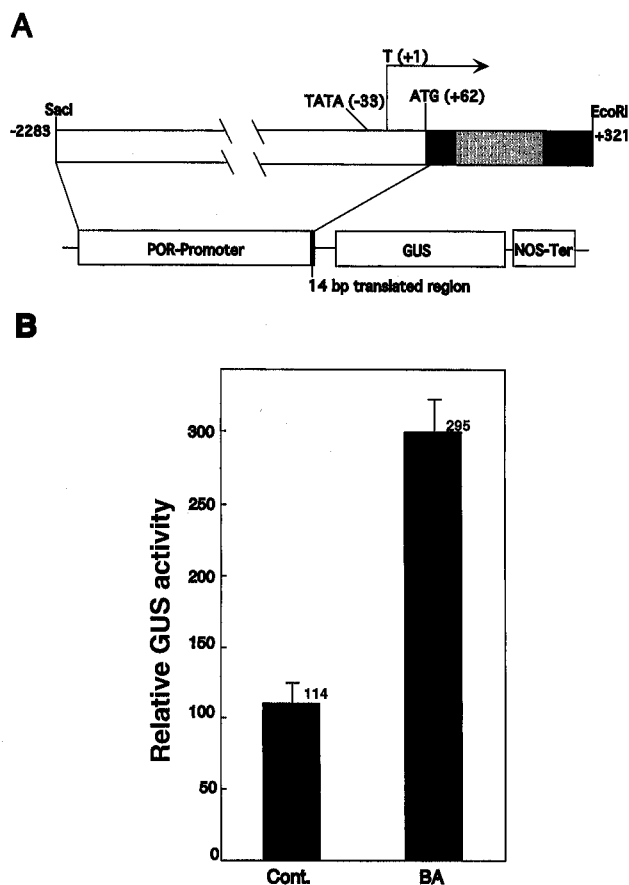 A
T (+1)
TATA (-33)
ATG (+62)
SacI
EcoRI
-2283
+321
POR-Promoter
GUS
NOS-Ter
14 bp translated region
B
Relative GUS activity
300
250
200
150
100
50
0
295
114
Cont.
BA